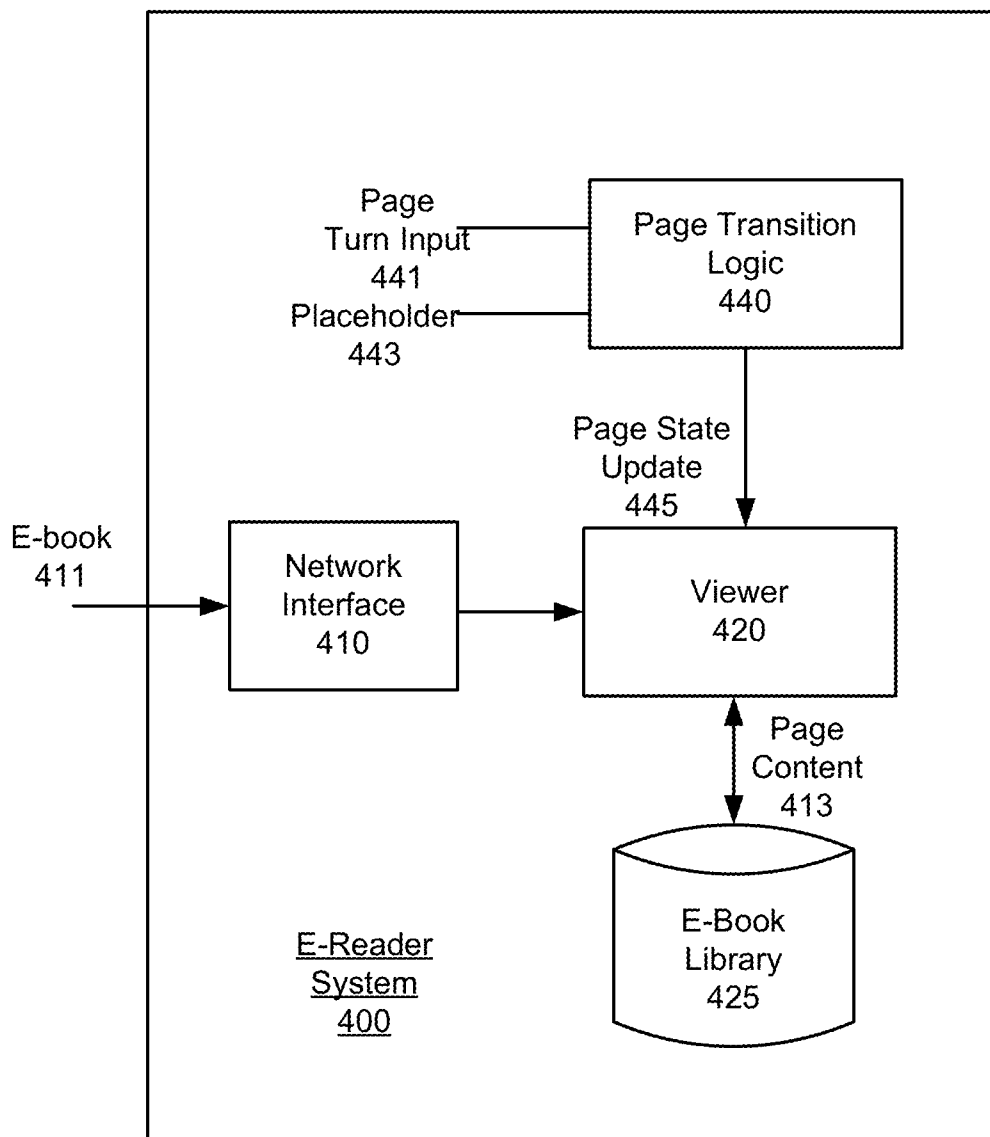 Page
Turn Input
441
Placeholder
443
Page Transition
Logic
440
Page State
Update
445
E-book
411
Network
Interface
410
Viewer
420
Page
Content
413
E-Book
Library
425
E-Reader
System
400